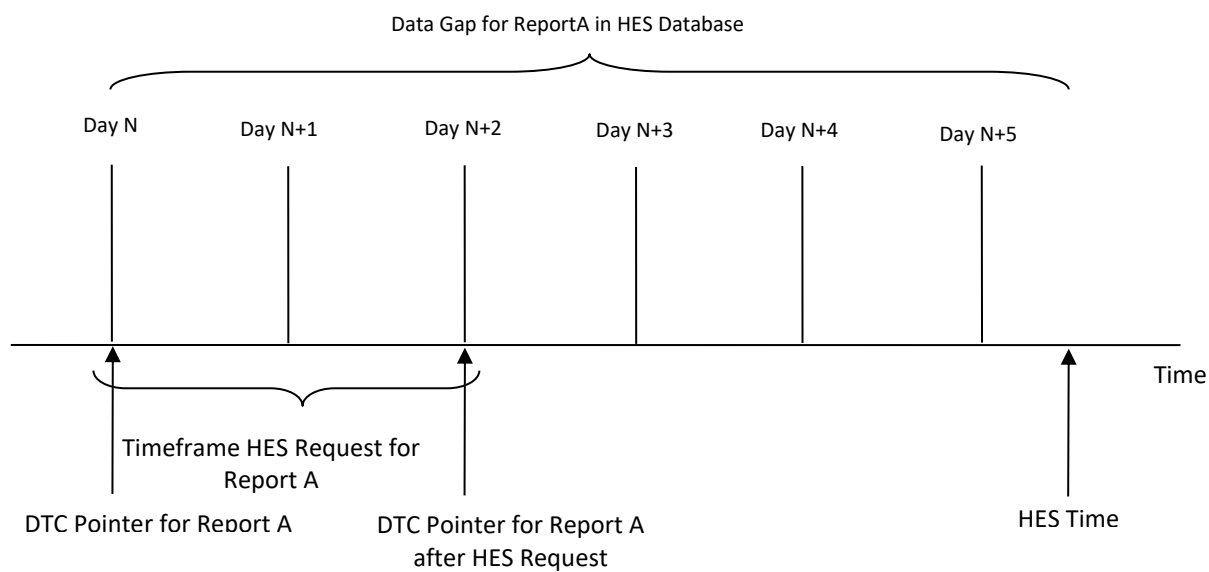 Data Gap for ReportA in HES Database
Day N
Day N+1
Day N+2
Day N+3
Day N+4
Day N+5
Time
Timeframe HES Request for
Report A
DTC Pointer for Report A
DTC Pointer for Report A
after HES Request
HES Time